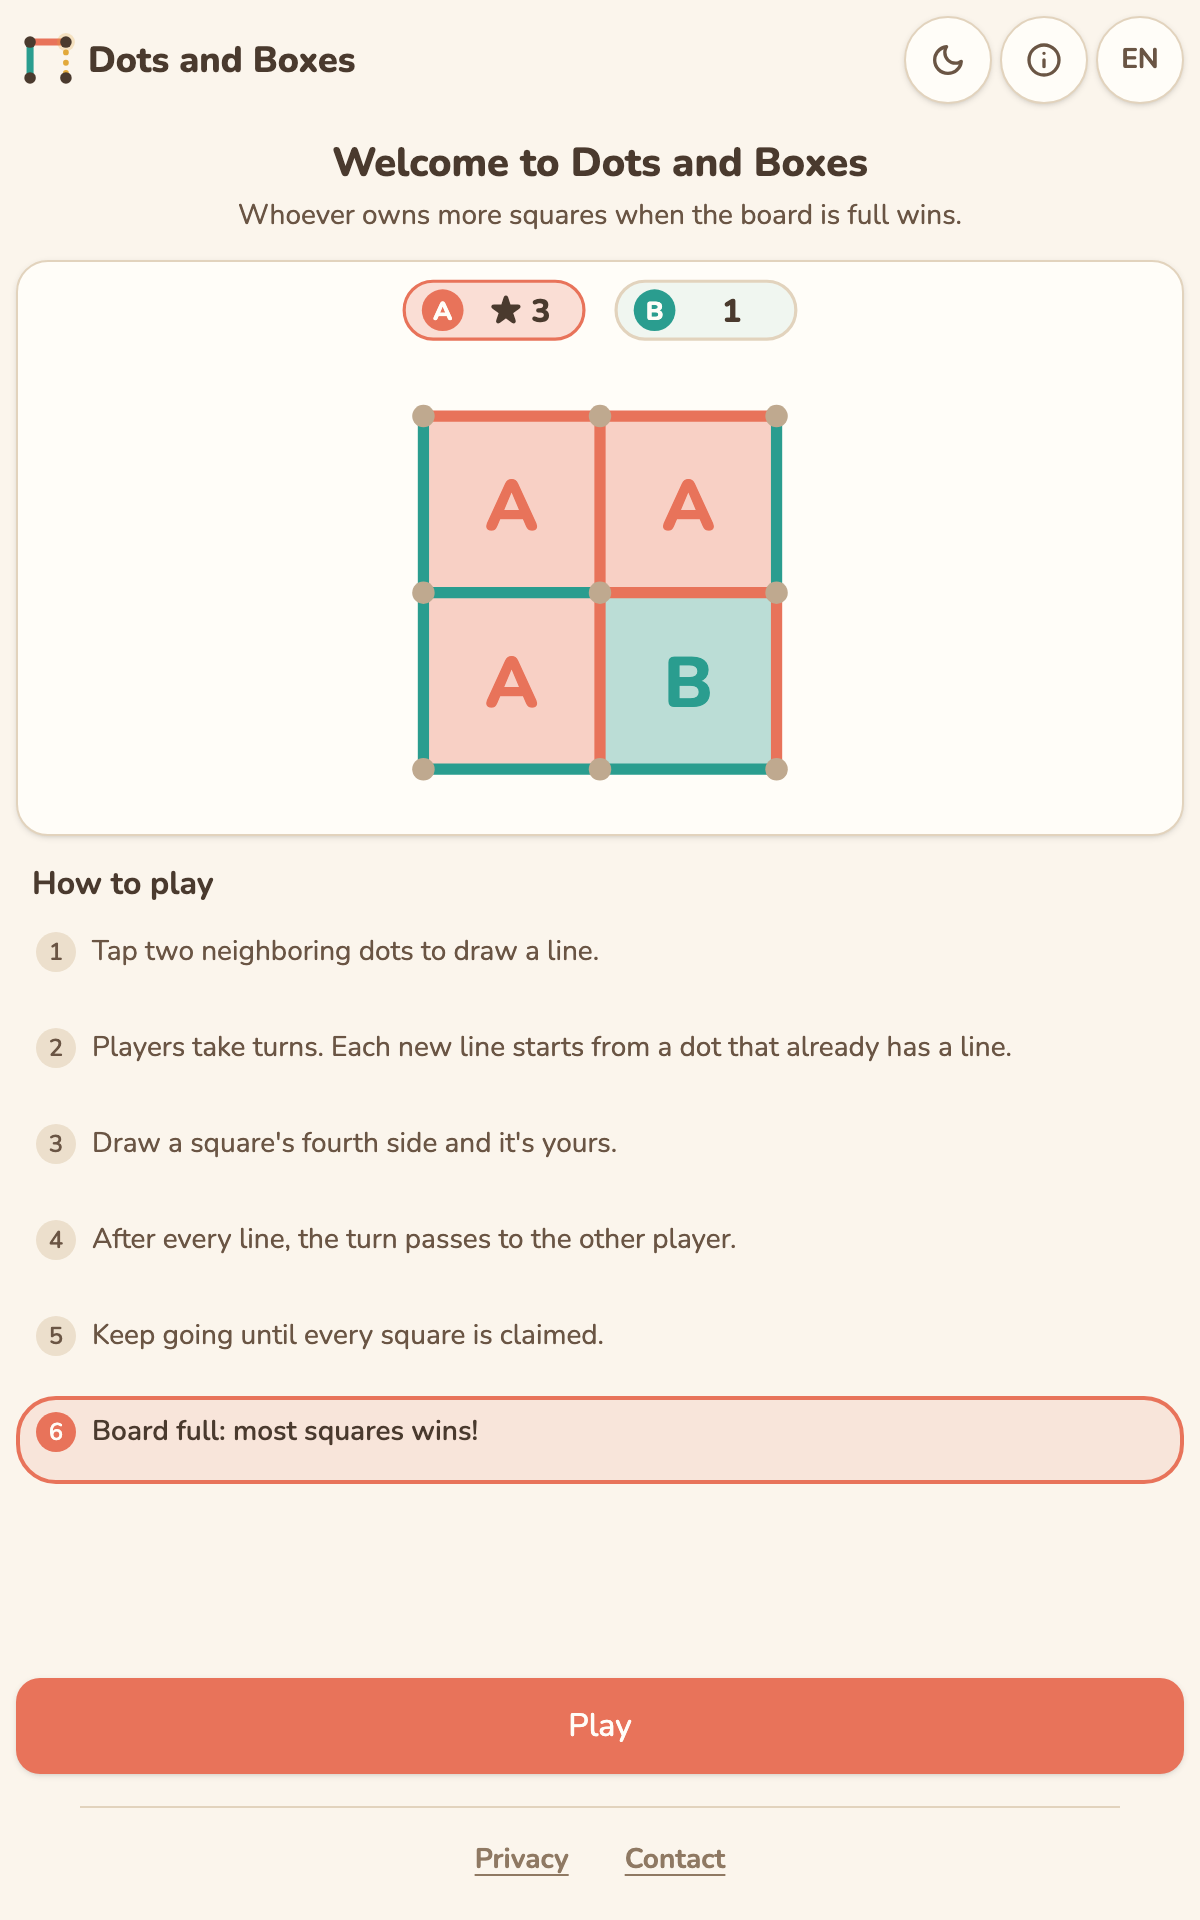 Dots and Boxes
EN
Welcome to Dots and Boxes
Whoever owns more squares when the board is full wins.
A ★ 3
B 1
A A
A B
How to play
1 Tap two neighboring dots to draw a line.
2 Players take turns. Each new line starts from a dot that already has a line.
3 Draw a square's fourth side and it's yours.
4 After every line, the turn passes to the other player.
5 Keep going until every square is claimed.
6 Board full: most squares wins!
Play
Privacy Contact